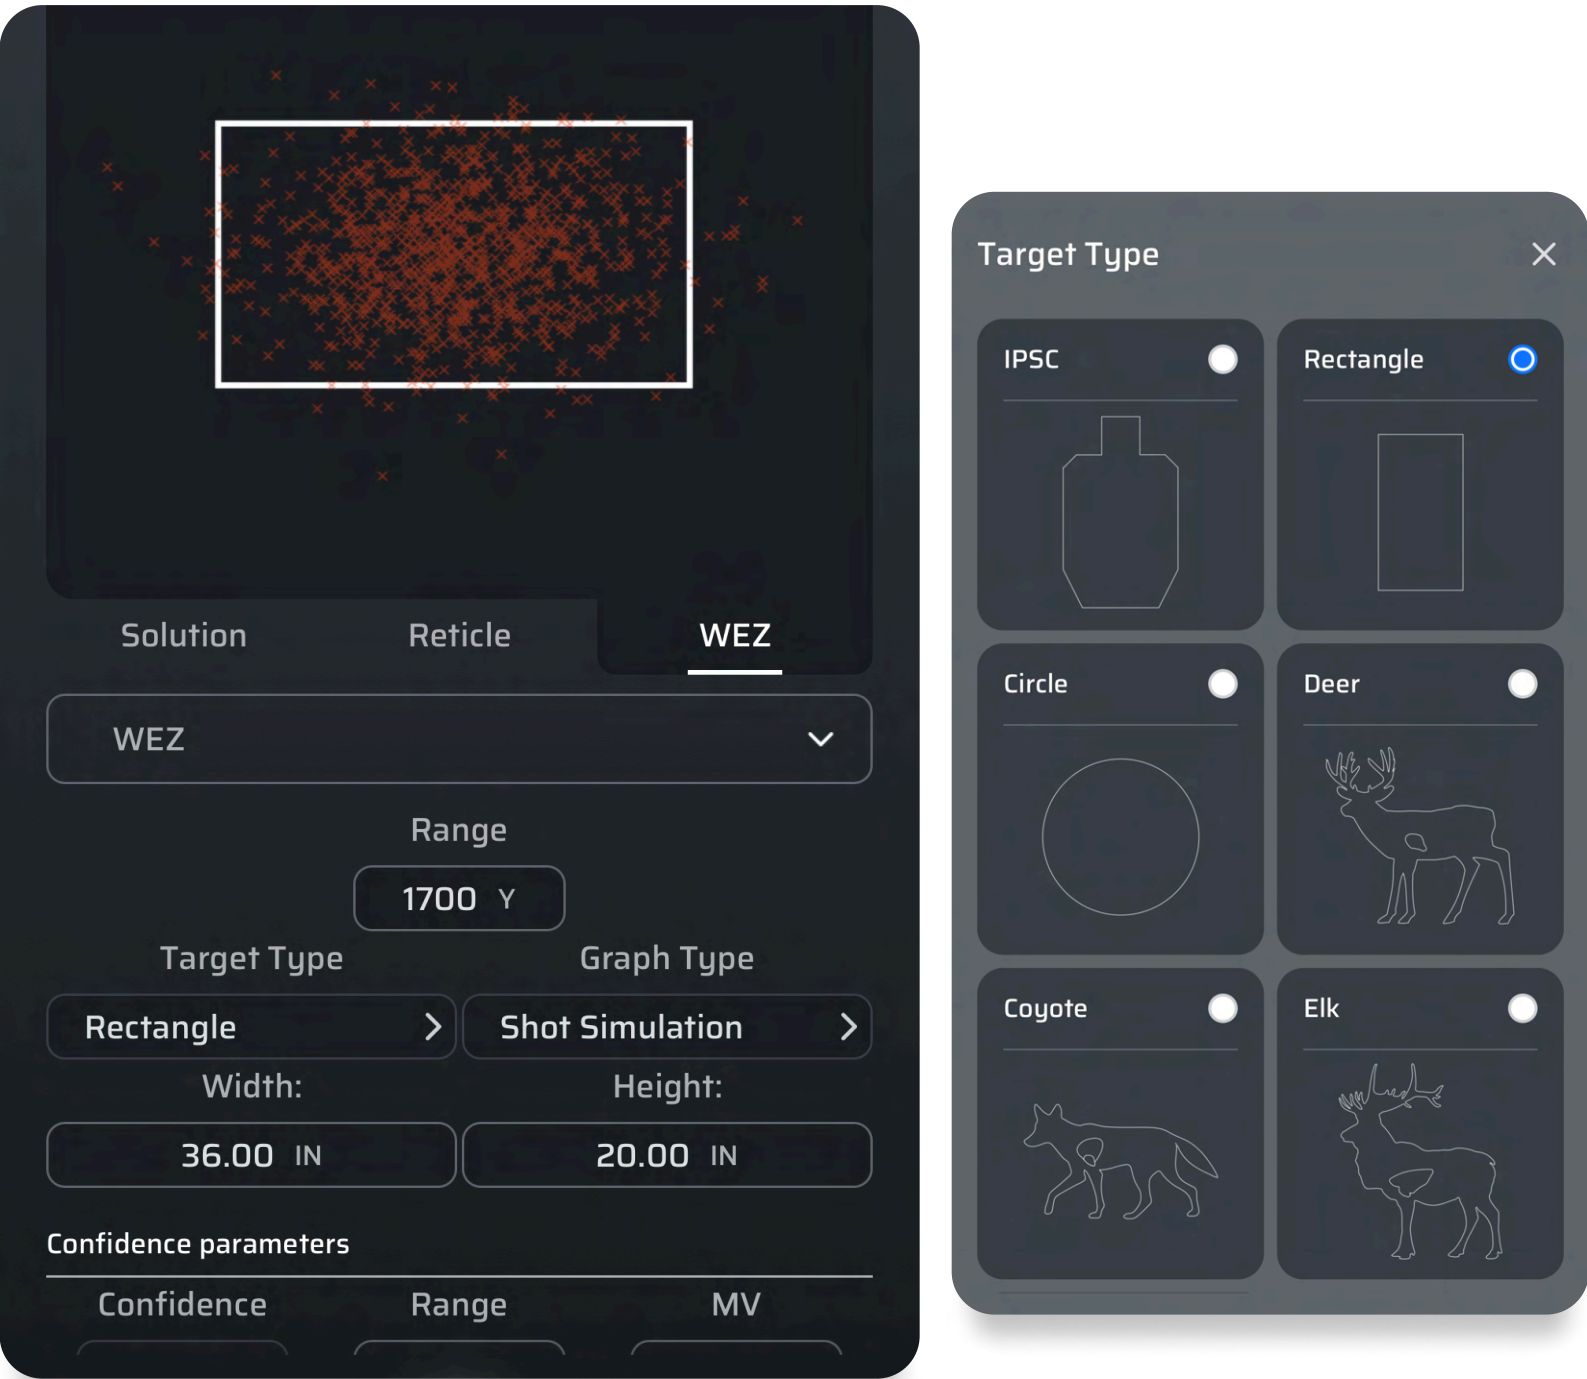 Solution Reticle WEZ
WEZ
Range
1700 Y
Target Type Graph Type
Rectangle Shot Simulation
Width: Height:
36.00 IN 20.00 IN
Confidence parameters
Confidence Range MV
Target Type
IPSC Rectangle
Circle Deer
Coyote Elk